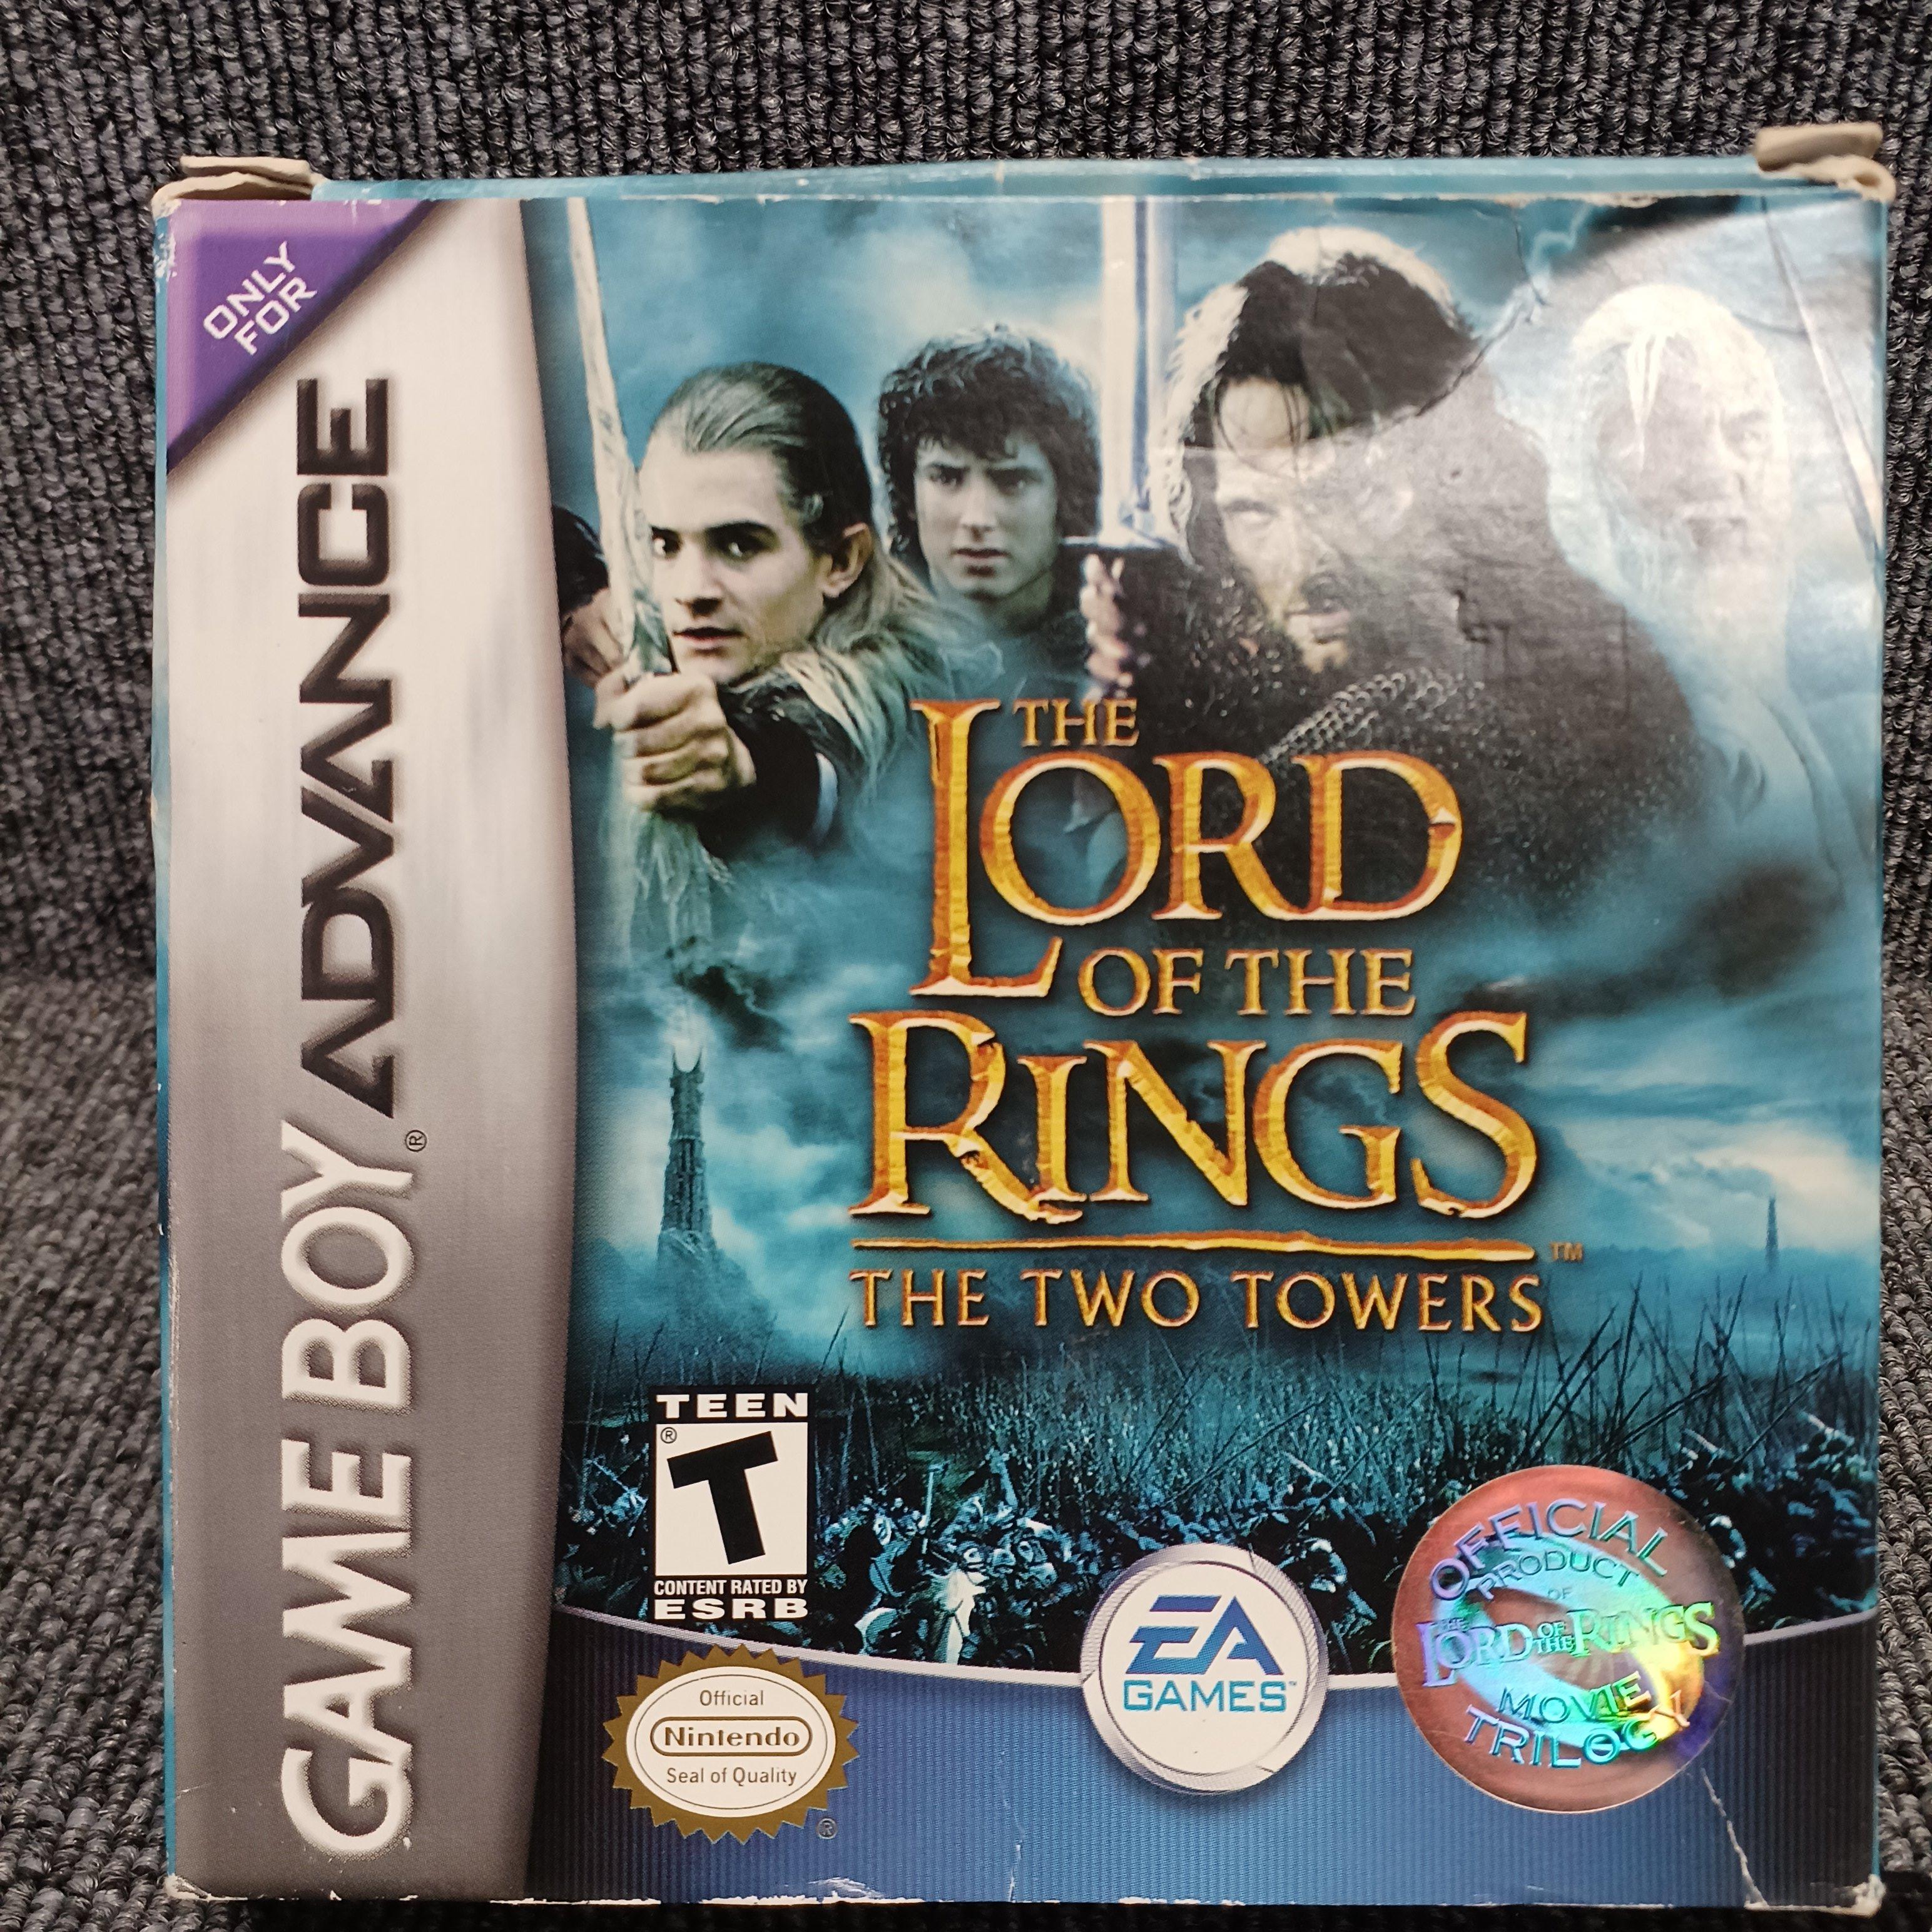 ONLY
FOR
GAME BOY ADVANCE
®
THE
LORD
OF THE
RINGS
™
THE TWO TOWERS
TEEN
®
T
CONTENT RATED BY
ESRB
Official
Nintendo
Seal of Quality
®
EA
GAMES™
OFFICIAL
PRODUCT
OF
THE LORD OF THE RINGS
MOVIE
TRILOGY